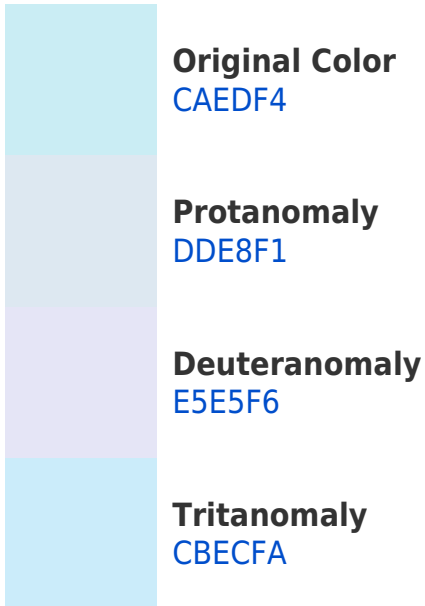 Original Color
CAEDF4
Protanomaly
DDE8F1
Deuteranomaly
E5E5F6
Tritanomaly
CBECFA